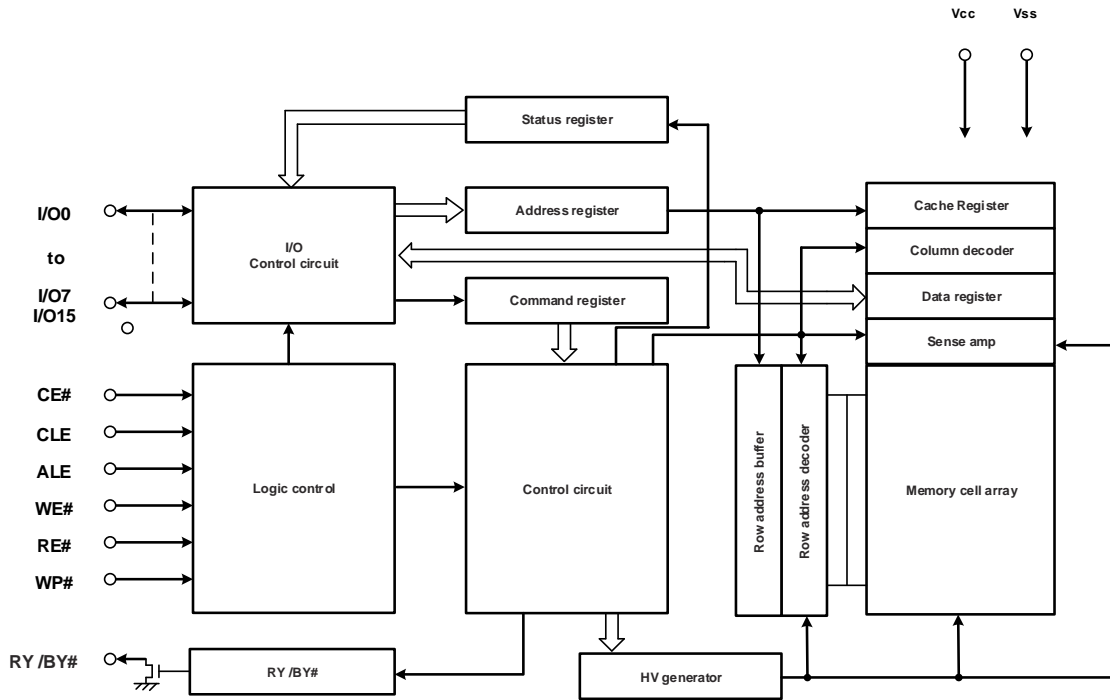 Vcc Vss
Status register
I/O0
Address register
Cache Register
to
I/O
Control circuit
Column decoder
I/O7
I/O15
Command register
Data register
Sense amp
CE#
CLE
ALE
WE#
RE#
WP#
Logic control
Control circuit
Row address buffer
Row address decoder
Memory cell array
RY /BY#
RY /BY#
HV generator